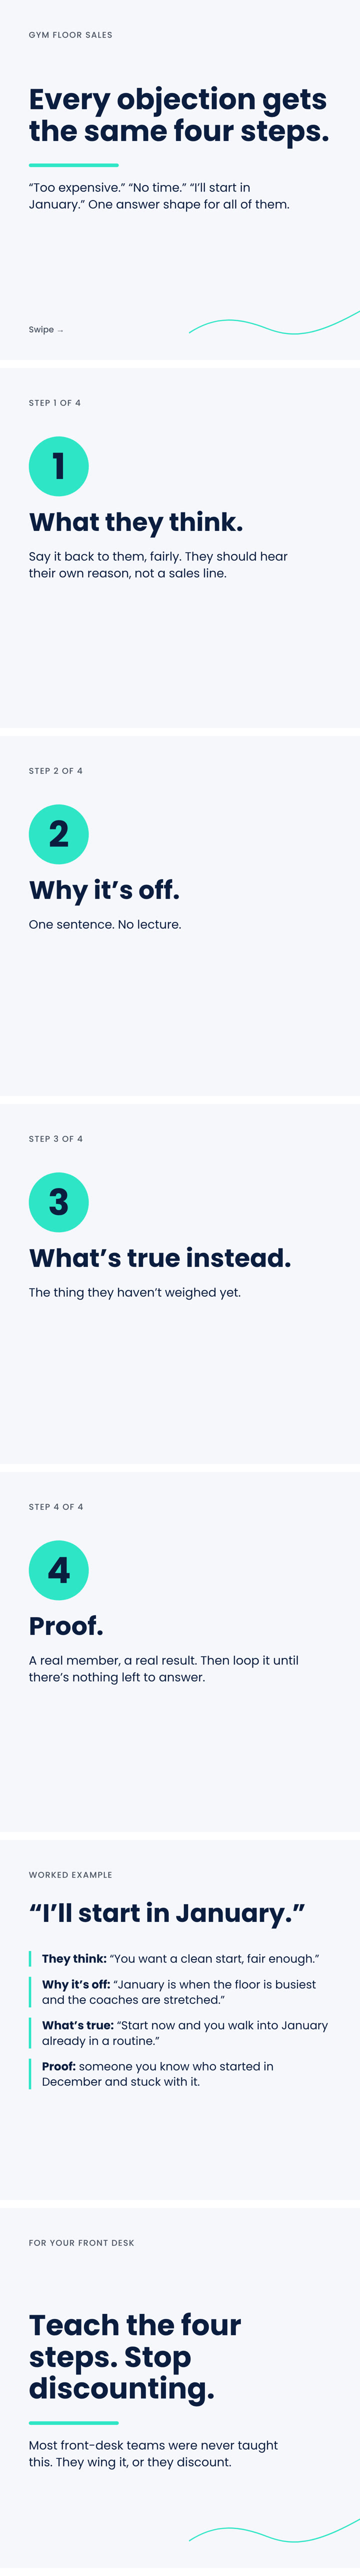 GYM FLOOR SALES
Every objection gets
the same four steps.
“Too expensive.” “No time.” “I’ll start in
January.” One answer shape for all of them.
Swipe →
STEP 1 OF 4
1
What they think.
Say it back to them, fairly. They should hear
their own reason, not a sales line.
STEP 2 OF 4
2
Why it’s off.
One sentence. No lecture.
STEP 3 OF 4
3
What’s true instead.
The thing they haven’t weighed yet.
STEP 4 OF 4
4
Proof.
A real member, a real result. Then loop it until
there’s nothing left to answer.
WORKED EXAMPLE
“I’ll start in January.”
They think: “You want a clean start, fair enough.”
Why it’s off: “January is when the floor is busiest
and the coaches are stretched.”
What’s true: “Start now and you walk into January
already in a routine.”
Proof: someone you know who started in
December and stuck with it.
FOR YOUR FRONT DESK
Teach the four
steps. Stop
discounting.
Most front-desk teams were never taught
this. They wing it, or they discount.